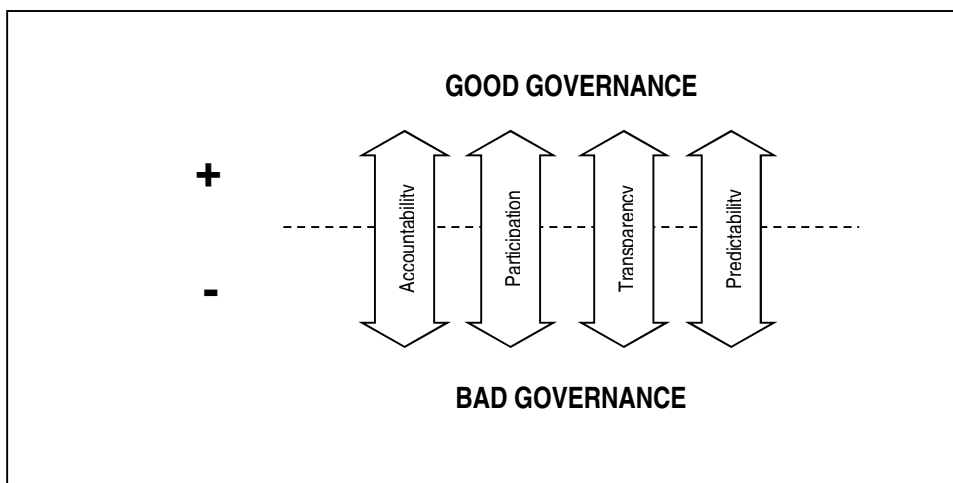 GOOD GOVERNANCE
+
-
Accountability
Participation
Transparency
Predictability
BAD GOVERNANCE